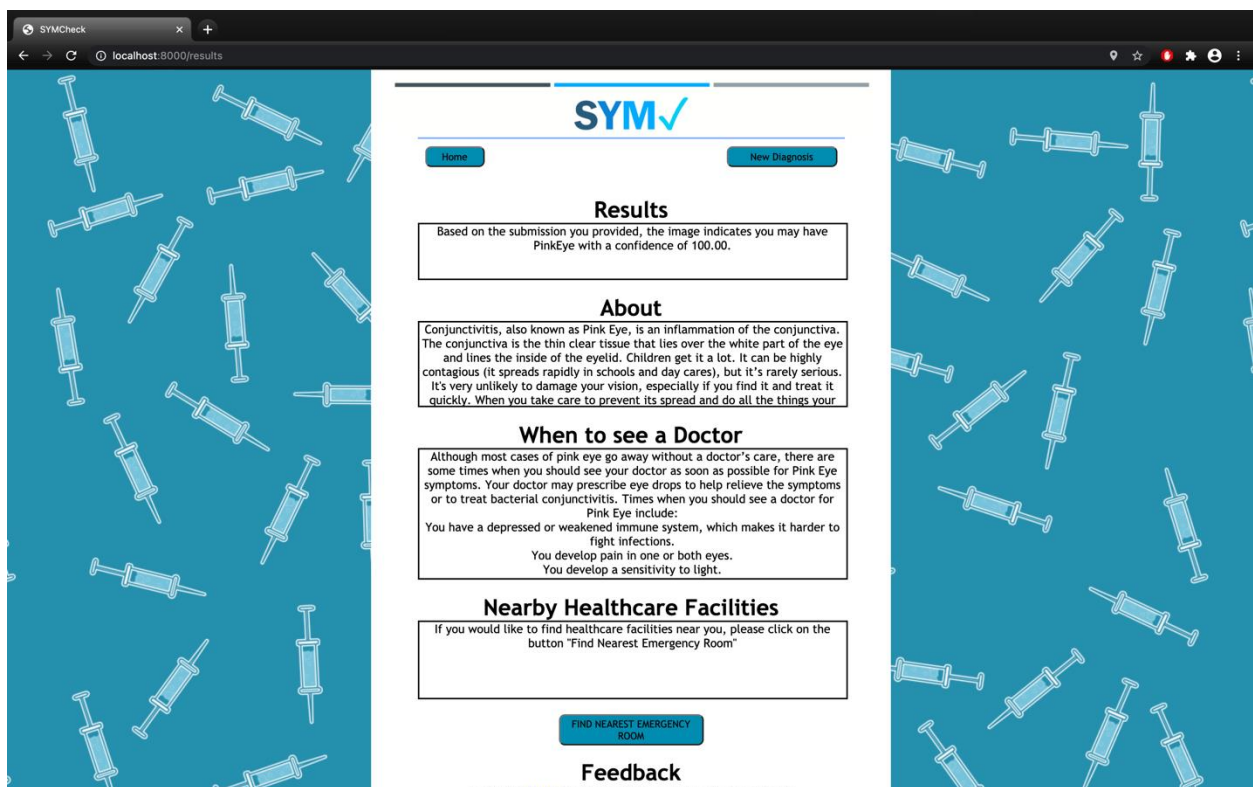 SYMCheck
localhost:8000/results
SYM✓
Home
New Diagnosis
Results
Based on the submission you provided, the image indicates you may have
PinkEye with a confidence of 100.00.
About
Conjunctivitis, also known as Pink Eye, is an inflammation of the conjunctiva.
The conjunctiva is the thin clear tissue that lies over the white part of the eye
and lines the inside of the eyelid. Children get it a lot. It can be highly
contagious (it spreads rapidly in schools and day cares), but it’s rarely serious.
It's very unlikely to damage your vision, especially if you find it and treat it
quickly. When you take care to prevent its spread and do all the things your
When to see a Doctor
Although most cases of pink eye go away without a doctor’s care, there are
some times when you should see your doctor as soon as possible for Pink Eye
symptoms. Your doctor may prescribe eye drops to help relieve the symptoms
or to treat bacterial conjunctivitis. Times when you should see a doctor for
Pink Eye include:
You have a depressed or weakened immune system, which makes it harder to
fight infections.
You develop pain in one or both eyes.
You develop a sensitivity to light.
Nearby Healthcare Facilities
If you would like to find healthcare facilities near you, please click on the
button "Find Nearest Emergency Room"
FIND NEAREST EMERGENCY
ROOM
Feedback